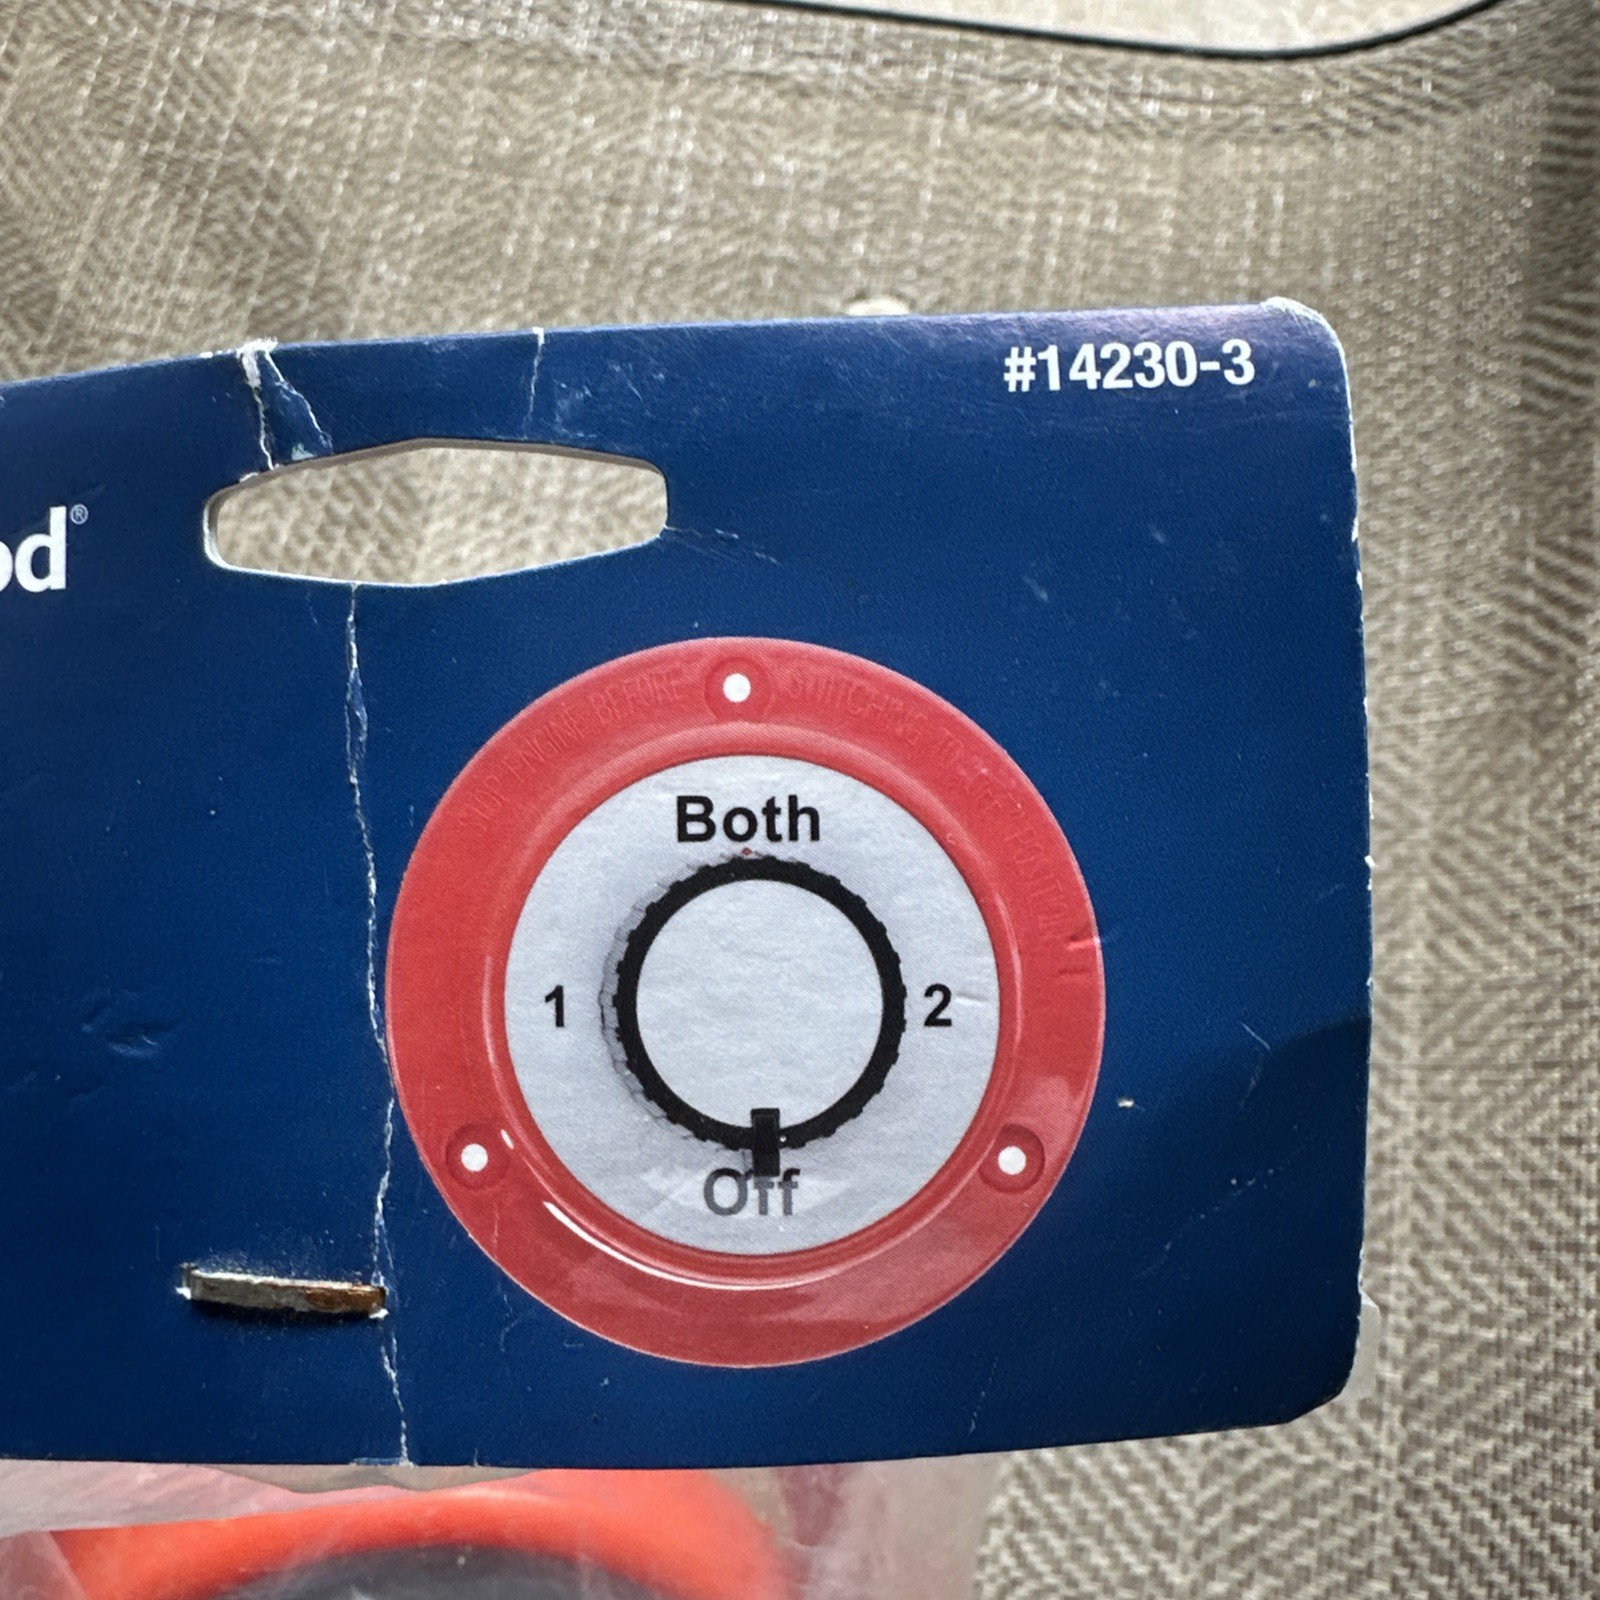 #14230-3
od®
STOP ENGINE BEFORE SWITCHING TO "OFF" POSITION
Both
1
2
Off